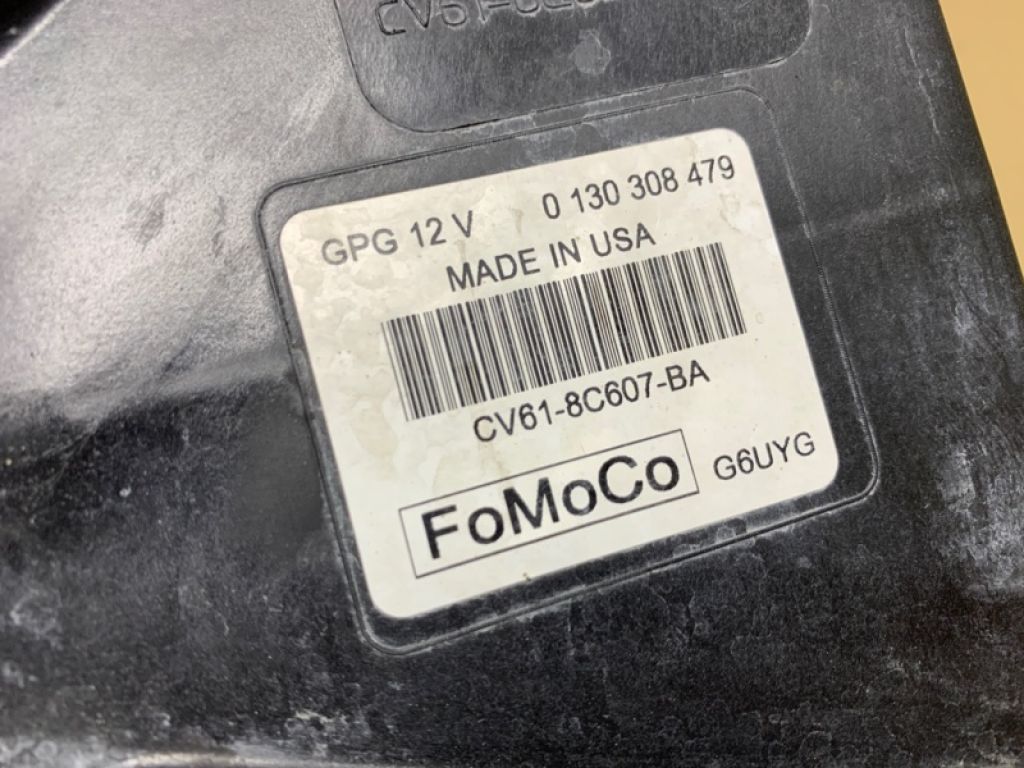 GPG 12 V 0 130 308 479
MADE IN USA
CV61-8C607-BA
FoMoCo G6UYG